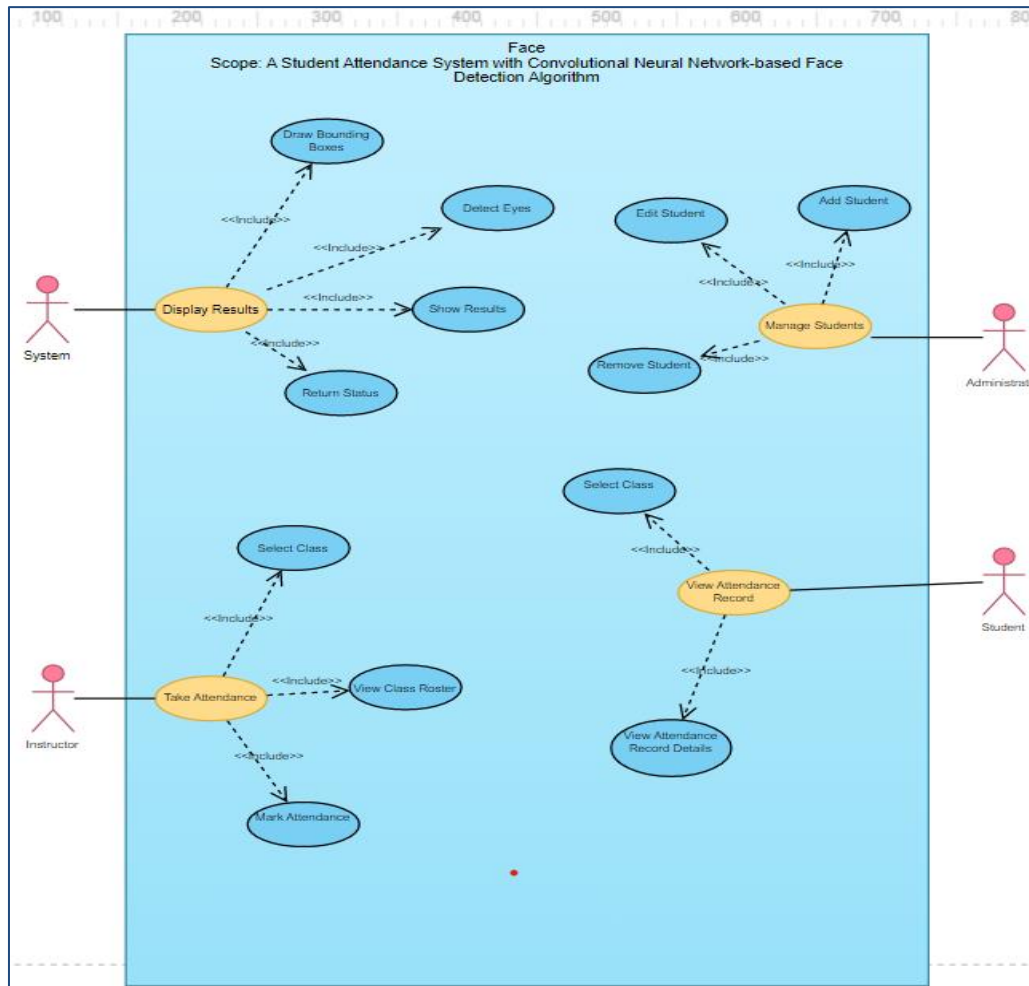 100 200 300 400 500 600 700 80
Face
Scope: A Student Attendance System with Convolutional Neural Network-based Face
Detection Algorithm
Draw Bounding
Boxes
<<Include>>
Detect Eyes
<<Include>>
Display Results
<<Include>>
Show Results
<<Include>>
Return Status
System
Edit Student
Add Student
<<Include>>
<<Include>>
Manage Students
<<Include>>
Remove Student
Administrat
Select Class
<<Include>>
Take Attendance
<<Include>>
View Class Roster
<<Include>>
Mark Attendance
Instructor
Select Class
<<Include>>
View Attendance
Record
<<Include>>
View Attendance
Record Details
Student